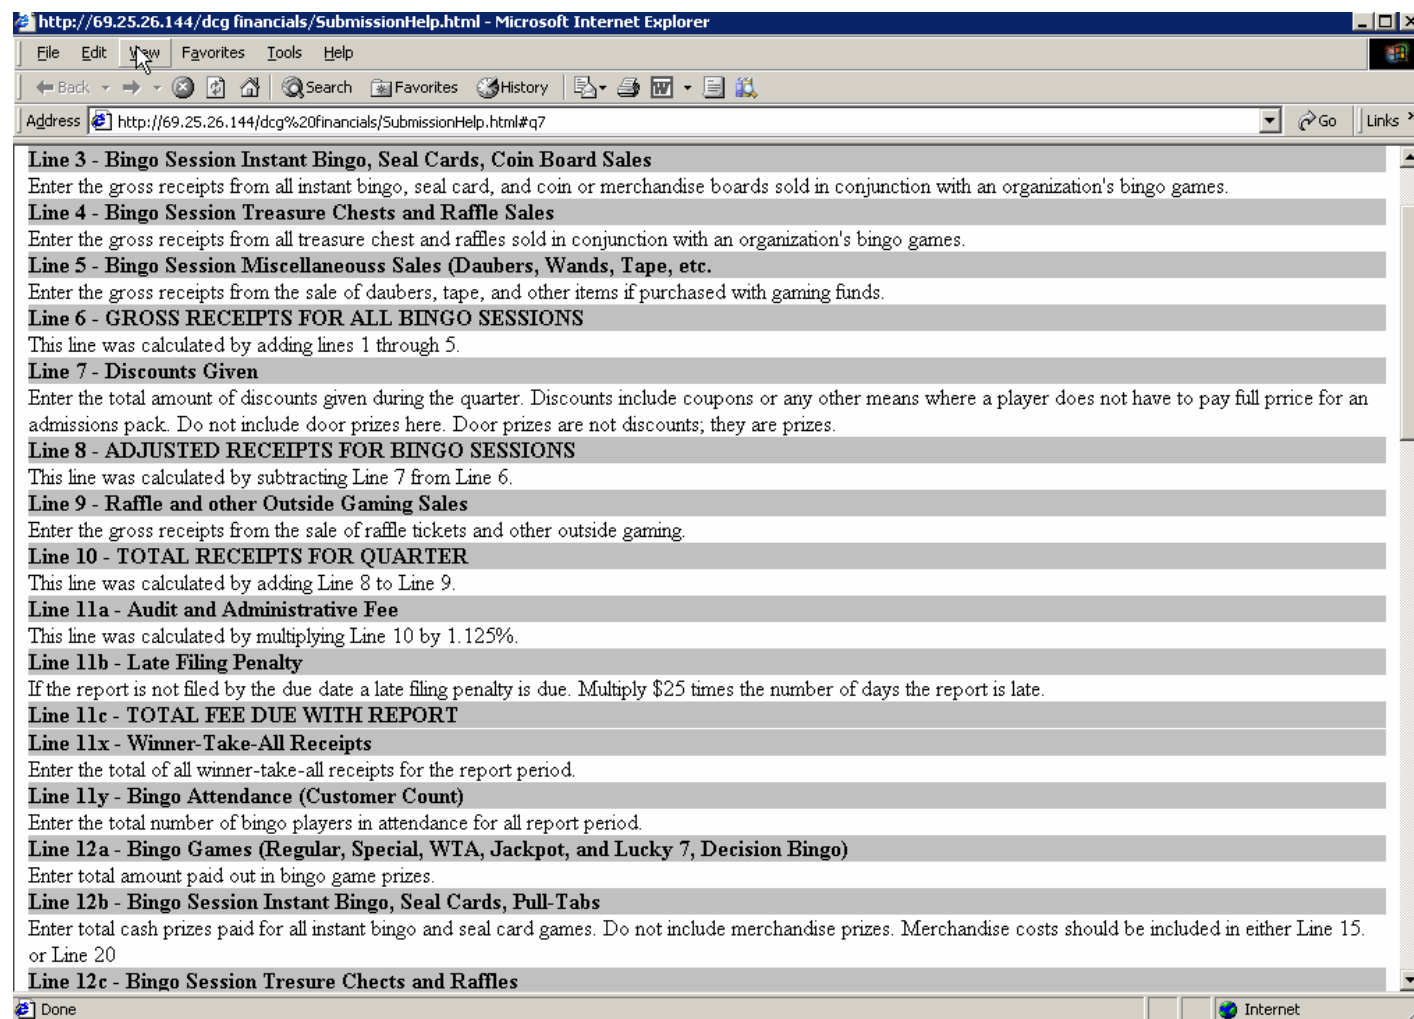 http://69.25.26.144/dcg financials/SubmissionHelp.html - Microsoft Internet Explorer
File Edit View Favorites Tools Help
Back Search Favorites History
Address http://69.25.26.144/dcg%20financials/SubmissionHelp.html#q7 Go Links »
Line 3 - Bingo Session Instant Bingo, Seal Cards, Coin Board Sales
Enter the gross receipts from all instant bingo, seal card, and coin or merchandise boards sold in conjunction with an organization's bingo games.
Line 4 - Bingo Session Treasure Chests and Raffle Sales
Enter the gross receipts from all treasure chest and raffles sold in conjunction with an organization's bingo games.
Line 5 - Bingo Session Miscellaneouss Sales (Daubers, Wands, Tape, etc.
Enter the gross receipts from the sale of daubers, tape, and other items if purchased with gaming funds.
Line 6 - GROSS RECEIPTS FOR ALL BINGO SESSIONS
This line was calculated by adding lines 1 through 5.
Line 7 - Discounts Given
Enter the total amount of discounts given during the quarter. Discounts include coupons or any other means where a player does not have to pay full prrice for an
admissions pack. Do not include door prizes here. Door prizes are not discounts; they are prizes.
Line 8 - ADJUSTED RECEIPTS FOR BINGO SESSIONS
This line was calculated by subtracting Line 7 from Line 6.
Line 9 - Raffle and other Outside Gaming Sales
Enter the gross receipts from the sale of raffle tickets and other outside gaming.
Line 10 - TOTAL RECEIPTS FOR QUARTER
This line was calculated by adding Line 8 to Line 9.
Line 11a - Audit and Administrative Fee
This line was calculated by multiplying Line 10 by 1.125%.
Line 11b - Late Filing Penalty
If the report is not filed by the due date a late filing penalty is due. Multiply $25 times the number of days the report is late.
Line 11c - TOTAL FEE DUE WITH REPORT
Line 11x - Winner-Take-All Receipts
Enter the total of all winner-take-all receipts for the report period.
Line 11y - Bingo Attendance (Customer Count)
Enter the total number of bingo players in attendance for all report period.
Line 12a - Bingo Games (Regular, Special, WTA, Jackpot, and Lucky 7, Decision Bingo)
Enter total amount paid out in bingo game prizes.
Line 12b - Bingo Session Instant Bingo, Seal Cards, Pull-Tabs
Enter total cash prizes paid for all instant bingo and seal card games. Do not include merchandise prizes. Merchandise costs should be included in either Line 15.
or Line 20
Line 12c - Bingo Session Tresure Chects and Raffles
Done Internet